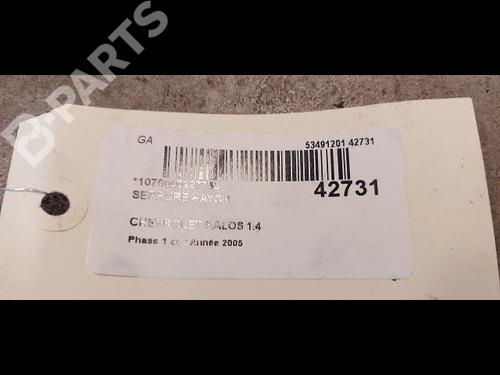 B-PARTS
GA
53491201 42731
42731
SERRURE HAYON
CHEVROLET KALOS 1.4
Phase 1 Année 2005